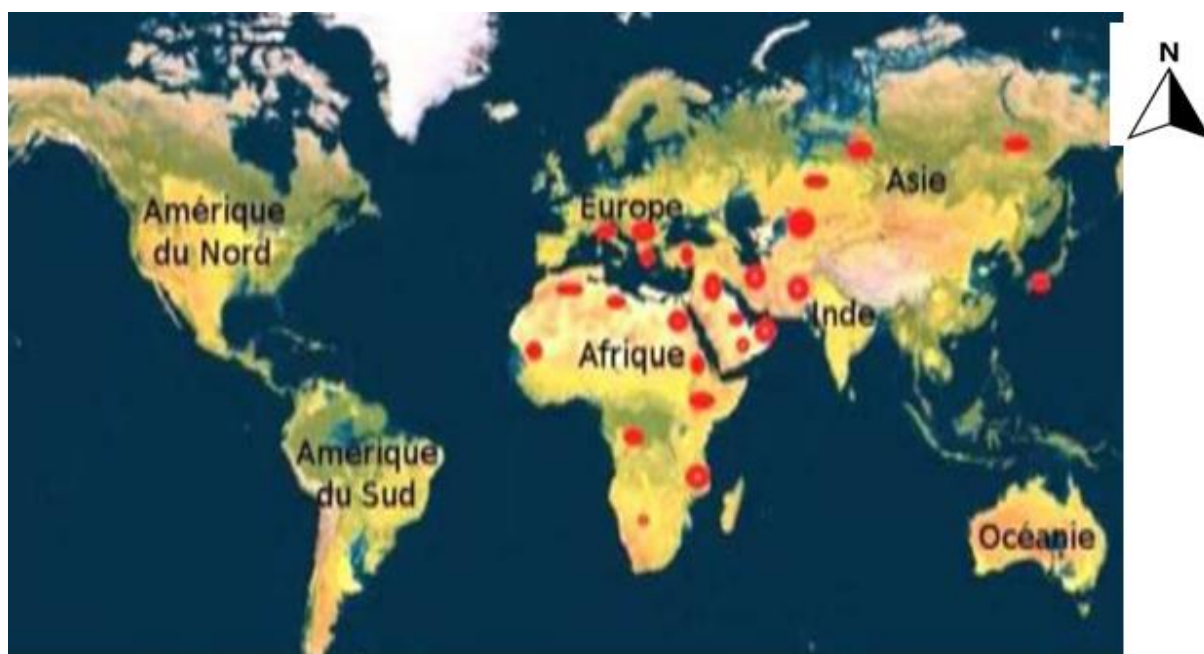 N
Amérique
du Nord
Europe
Asie
Inde
Afrique
Amérique
du Sud
Océanie